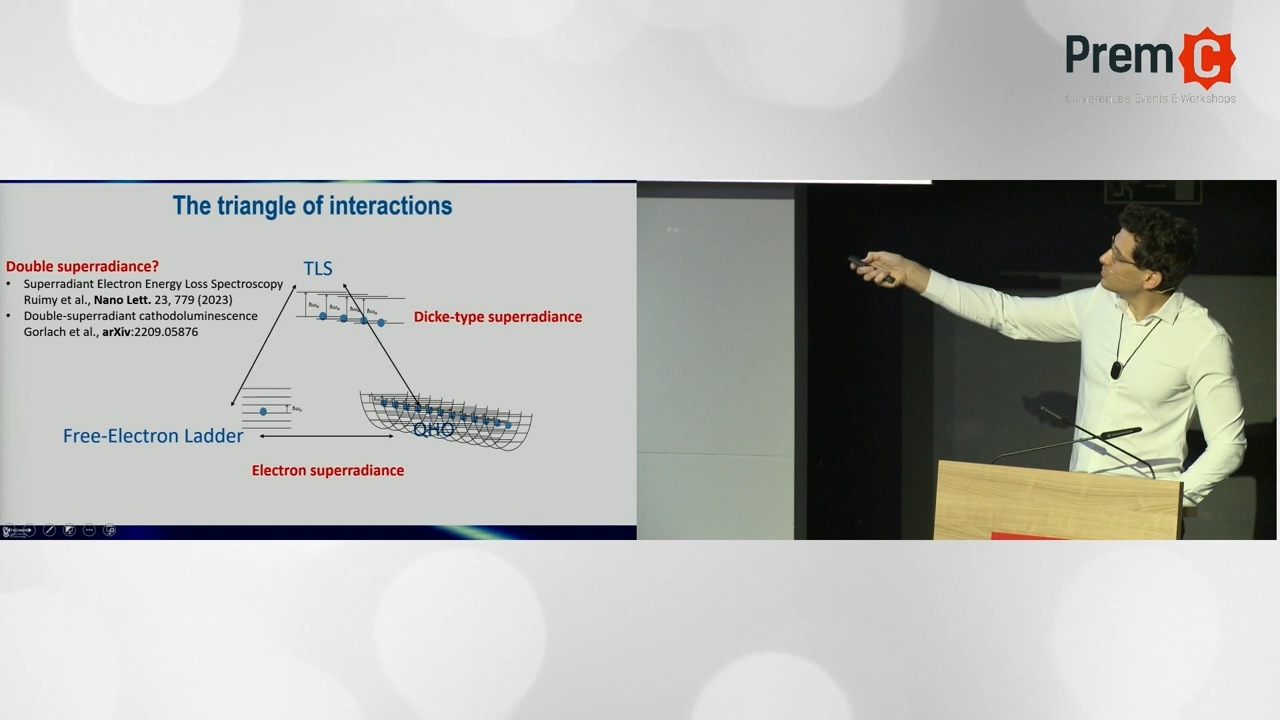 Prem C
Conferences, Events & Workshops
The triangle of interactions
Double superradiance?
• Superradiant Electron Energy Loss Spectroscopy
Ruimy et al., Nano Lett. 23, 779 (2023)
• Double-superradiant cathodoluminescence
Gorlach et al., arXiv:2209.05876
TLS
Dicke-type superradiance
Free-Electron Ladder
QHO
Electron superradiance